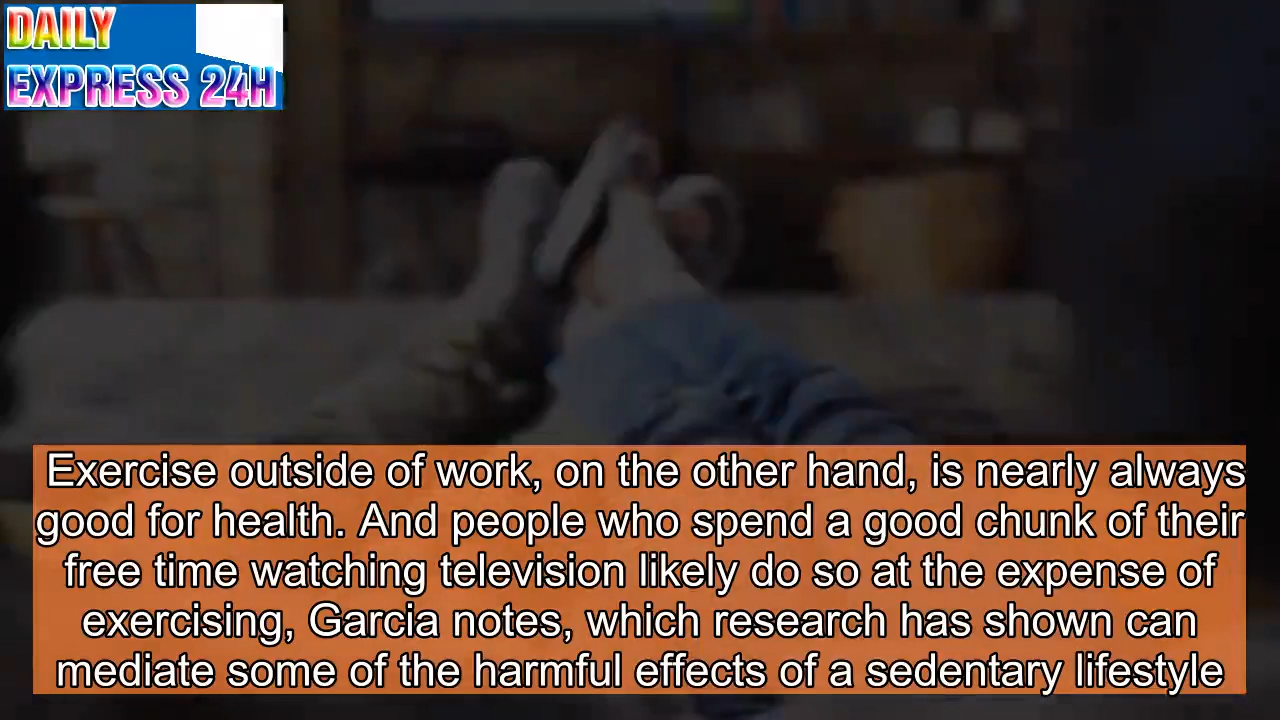 DAILY
EXPRESS 24H
Exercise outside of work, on the other hand, is nearly always
good for health. And people who spend a good chunk of their
free time watching television likely do so at the expense of
exercising, Garcia notes, which research has shown can
mediate some of the harmful effects of a sedentary lifestyle